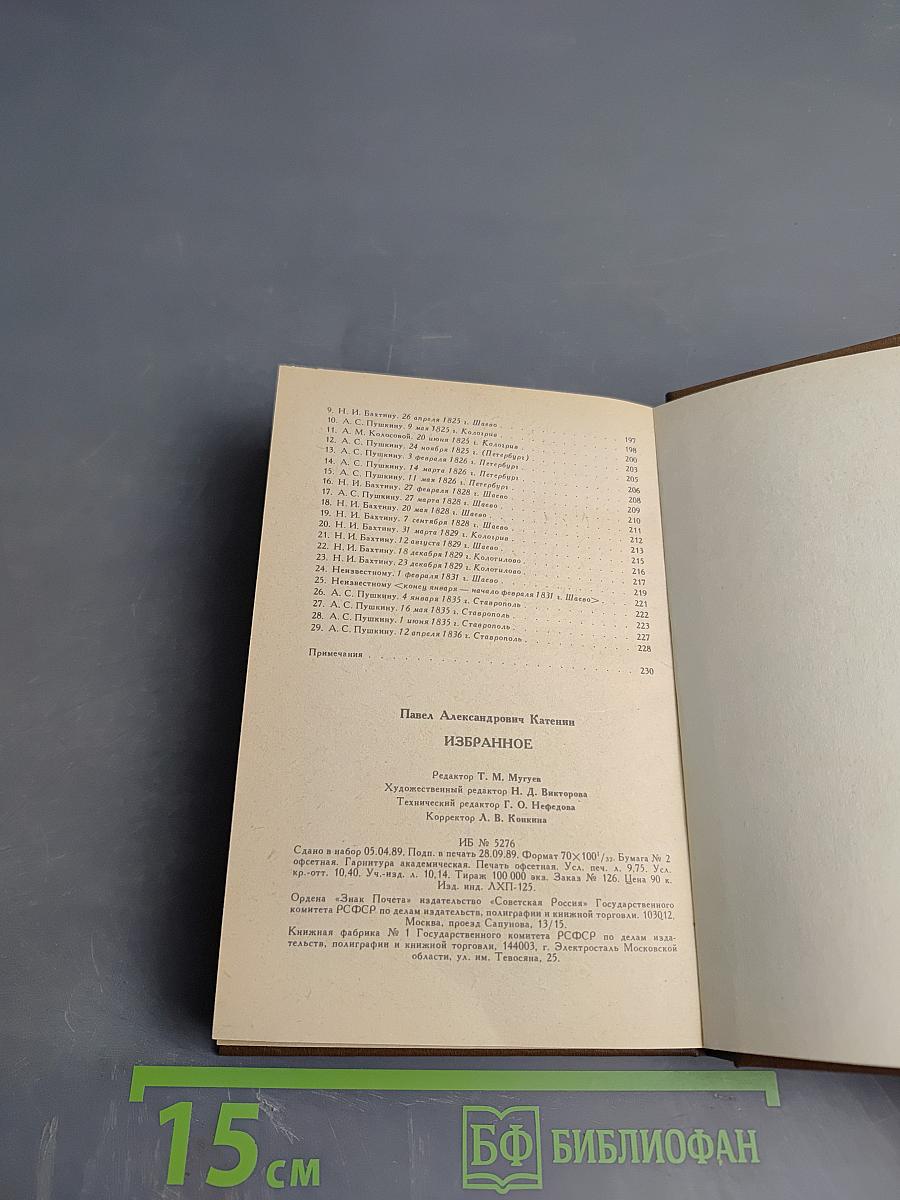 9. Н. И. Бахтину. 26 апреля 1825 г. Шаево . . . 197
10. А. С. Пушкину. 9 мая 1825 г. Кологрив . . . 198
11. А. М. Колосовой. 20 июня 1825 г. Кологрив . . . 200
12. А. С. Пушкину. 24 ноября 1825 г. (Петербург) . . . 203
13. А. С. Пушкину. 3 февраля 1826 г. Петербург . . . 205
14. А. С. Пушкину. 14 марта 1826 г. Петербург . . . 206
15. А. С. Пушкину. 11 мая 1826 г. Петербург . . . 208
16. Н. И. Бахтину. 27 февраля 1828 г. Шаево . . . 209
17. А. С. Пушкину. 27 марта 1828 г. Шаево . . . 210
18. Н. И. Бахтину. 20 мая 1828 г. Шаево . . . 211
19. Н. И. Бахтину. 7 сентября 1828 г. Шаево . . . 212
20. Н. И. Бахтину. 31 марта 1829 г. Кологрив . . . 213
21. Н. И. Бахтину. 12 августа 1829 г. Шаево . . . 215
22. Н. И. Бахтину. 18 декабря 1829 г. Колотилово . . . 216
23. Н. И. Бахтину. 23 декабря 1829 г. Колотилово . . . 217
24. Неизвестному. 1 февраля 1831 г. Шаево . . . 219
25. Неизвестному <конец января — начало февраля 1831 г. Шаево> . . . 221
26. А. С. Пушкину. 4 января 1835 г. Ставрополь . . . 222
27. А. С. Пушкину. 16 мая 1835 г. Ставрополь . . . 223
28. А. С. Пушкину. 1 июня 1835 г. Ставрополь . . . 227
29. А. С. Пушкину. 12 апреля 1836 г. Ставрополь . . . 228
Примечания . . . 230
Павел Александрович Катенин
ИЗБРАННОЕ
Редактор Т. М. Мугуев
Художественный редактор Н. Д. Викторова
Технический редактор Г. О. Нефедова
Корректор Л. В. Конкина
ИБ № 5276
Сдано в набор 05.04.89. Подп. в печать 28.09.89. Формат 70×100¹/₃₂. Бумага № 2
офсетная. Гарнитура академическая. Печать офсетная. Усл. печ. л. 9,75. Усл.
кр.-отт. 10,40. Уч.-изд. л. 10,14. Тираж 100 000 экз. Заказ № 126. Цена 90 к.
Изд. инд. ЛХП-125.
Ордена «Знак Почета» издательство «Советская Россия» Государственного
комитета РСФСР по делам издательств, полиграфии и книжной торговли. 103012,
Москва, проезд Сапунова, 13/15.
Книжная фабрика № 1 Государственного комитета РСФСР по делам изда-
тельств, полиграфии и книжной торговли, 144003, г. Электросталь Московской
области, ул. им. Тевосяна, 25.
15 см
БФ БИБЛИОФАН